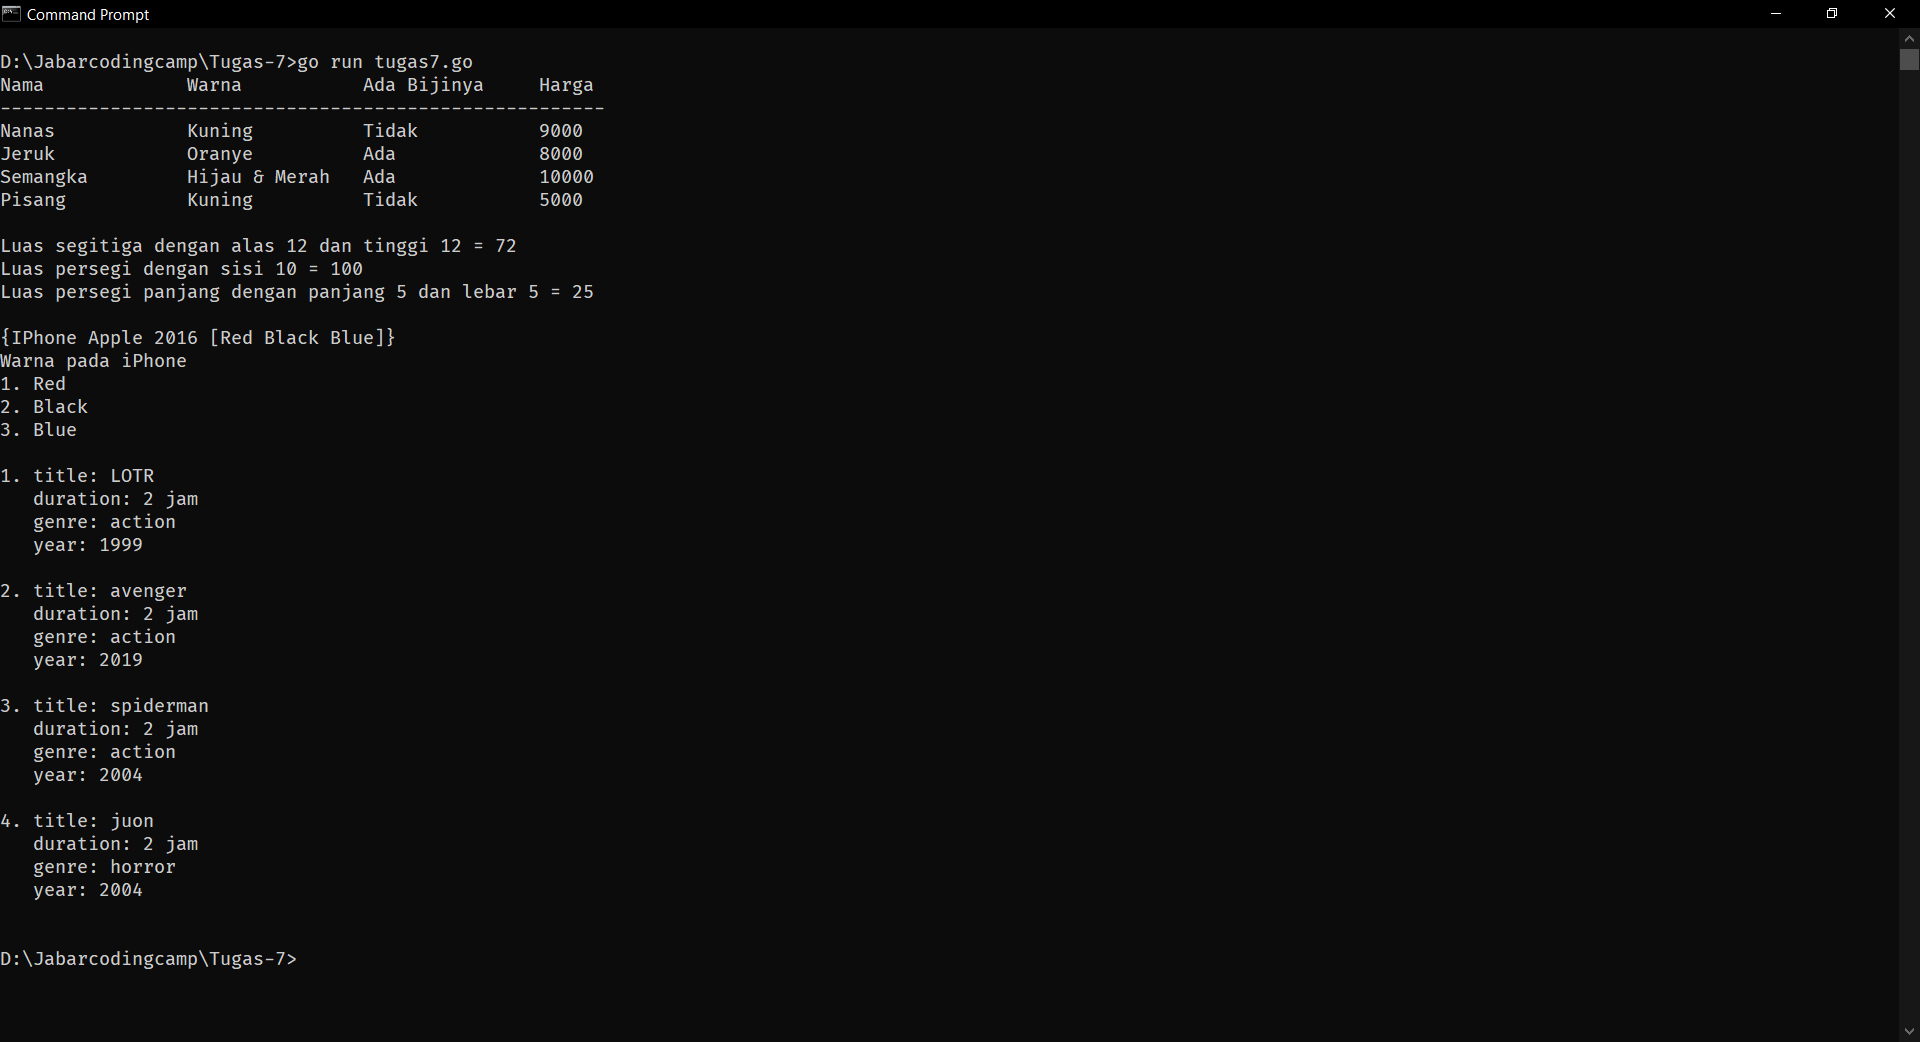 Command Prompt
D:\Jabarcodingcamp\Tugas-7>go run tugas7.go
Nama             Warna           Ada Bijinya     Harga
-------------------------------------------------------
Nanas            Kuning          Tidak           9000
Jeruk            Oranye          Ada             8000
Semangka         Hijau & Merah   Ada             10000
Pisang           Kuning          Tidak           5000
Luas segitiga dengan alas 12 dan tinggi 12 = 72
Luas persegi dengan sisi 10 = 100
Luas persegi panjang dengan panjang 5 dan lebar 5 = 25
{IPhone Apple 2016 [Red Black Blue]}
Warna pada iPhone
1. Red
2. Black
3. Blue
1. title: LOTR
   duration: 2 jam
   genre: action
   year: 1999
2. title: avenger
   duration: 2 jam
   genre: action
   year: 2019
3. title: spiderman
   duration: 2 jam
   genre: action
   year: 2004
4. title: juon
   duration: 2 jam
   genre: horror
   year: 2004
D:\Jabarcodingcamp\Tugas-7>